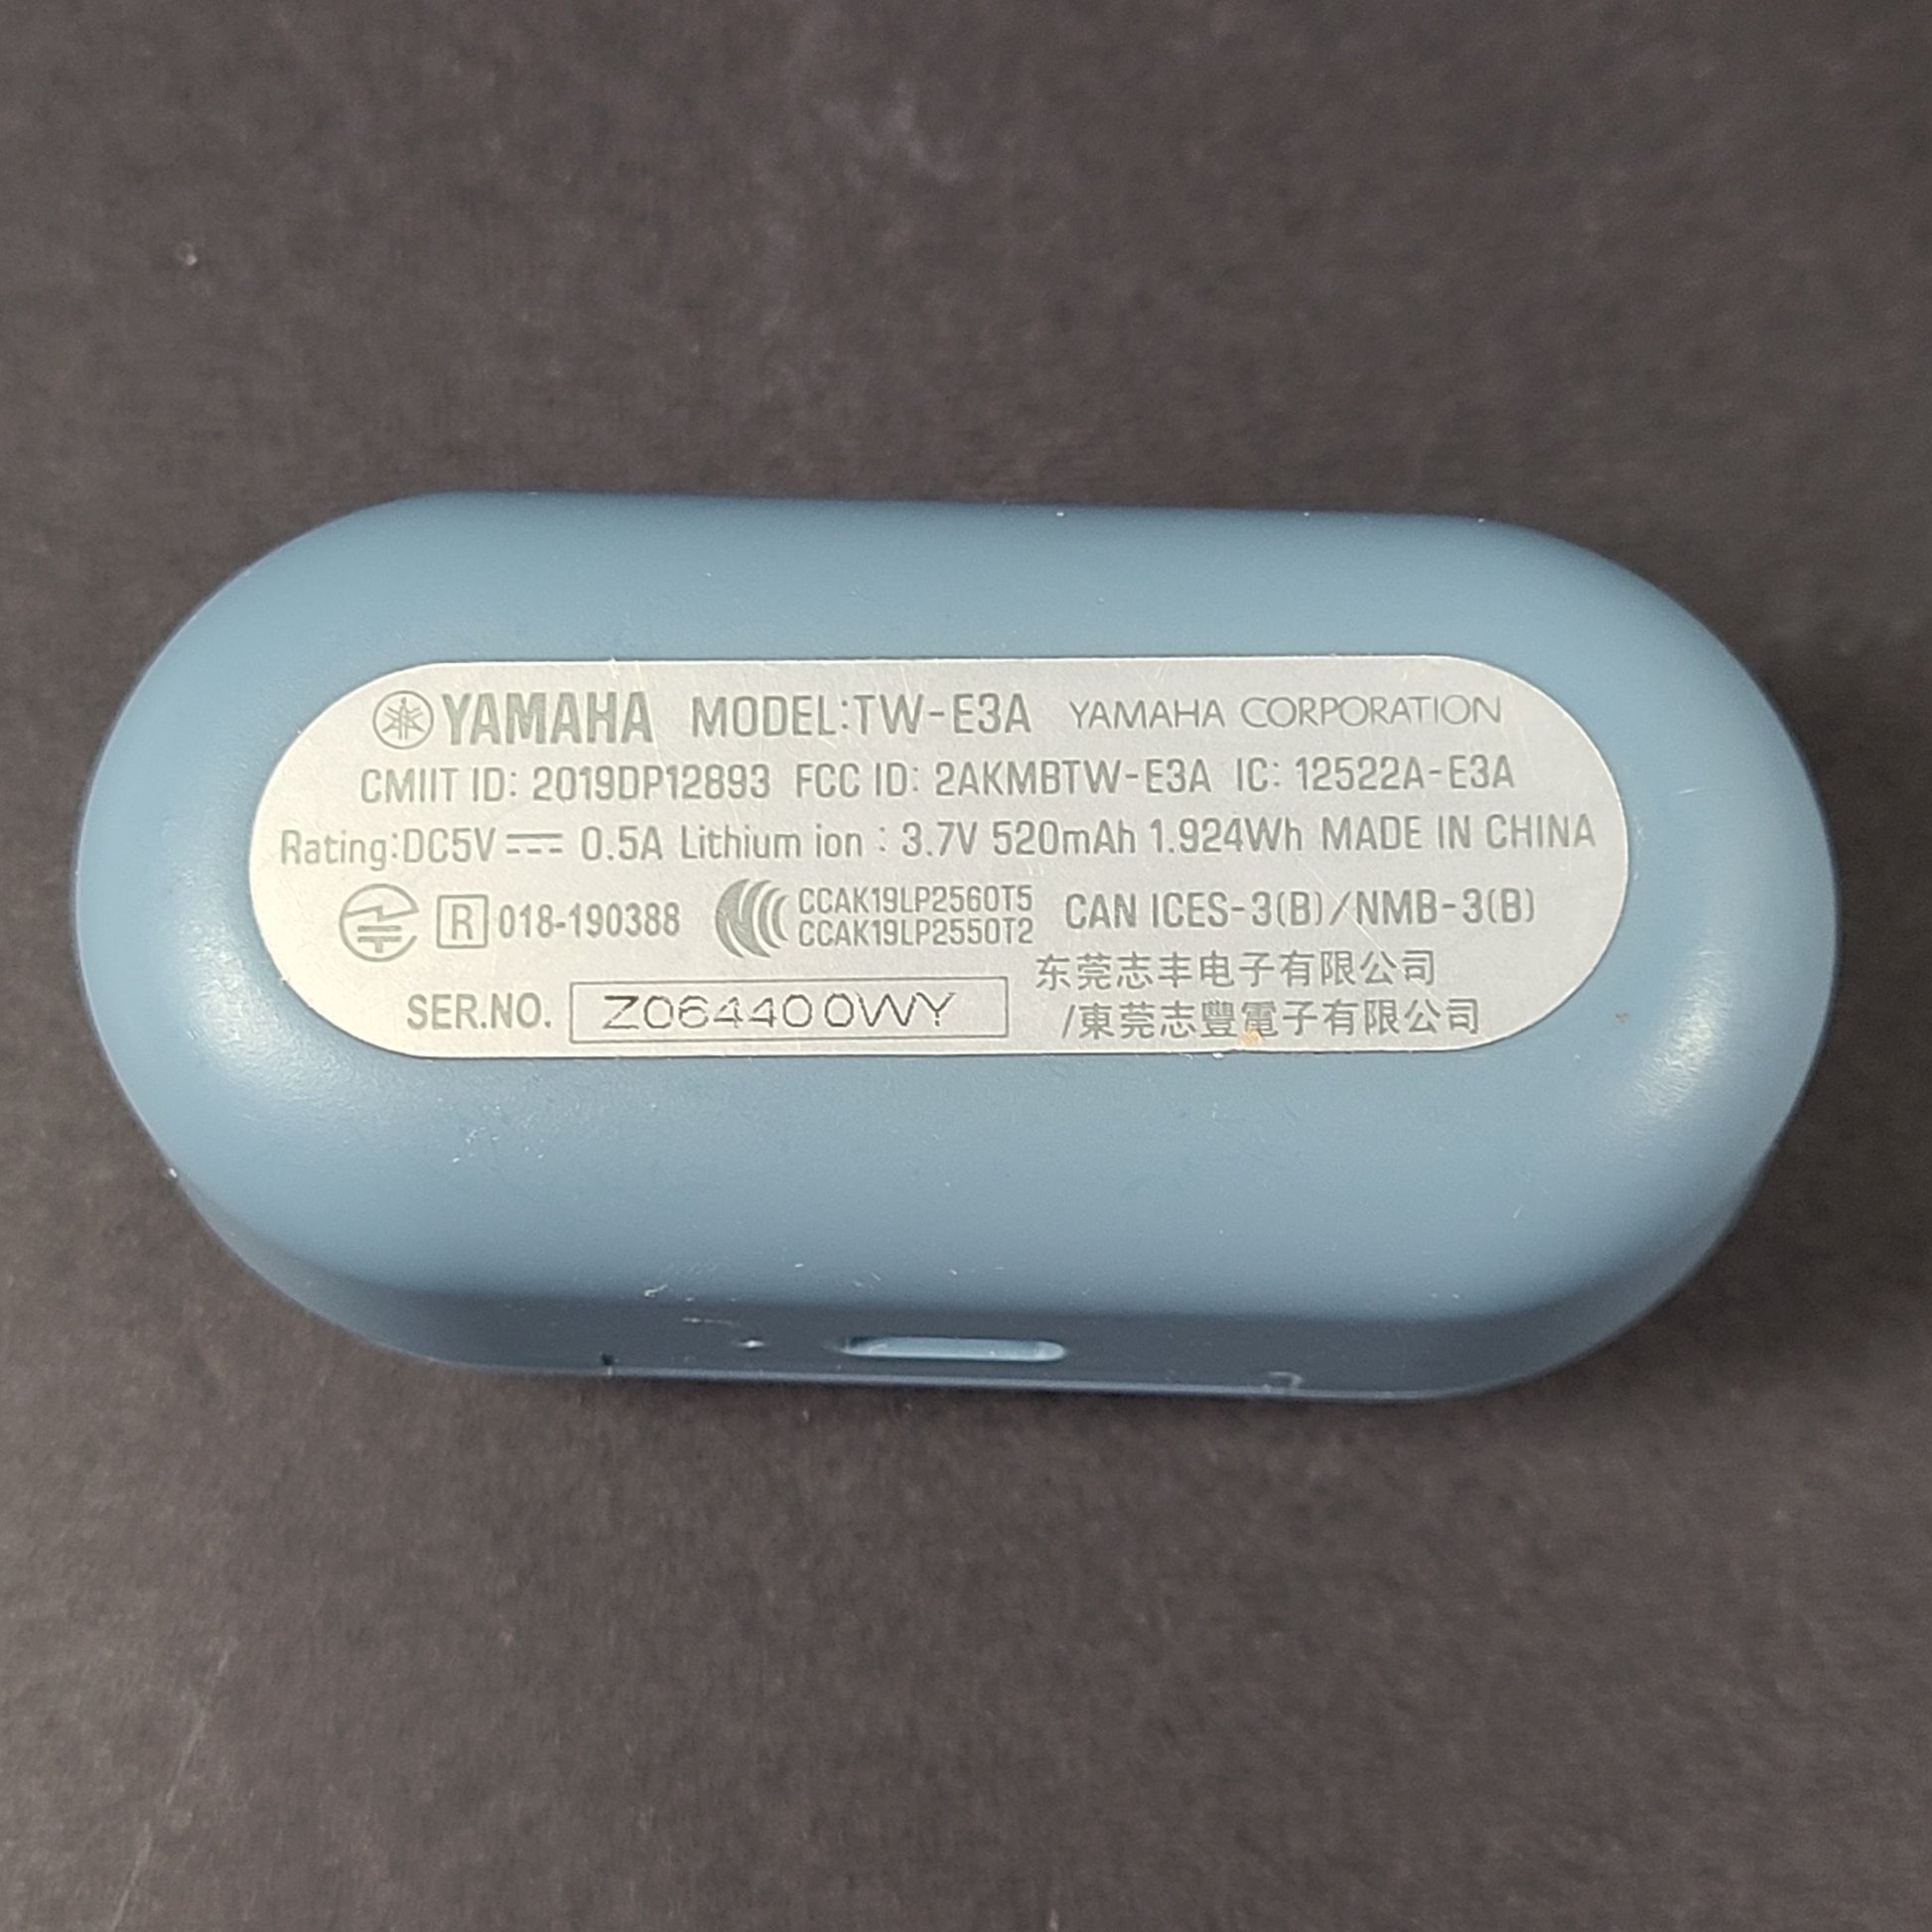 YAMAHA MODEL:TW-E3A YAMAHA CORPORATION
CMIIT ID: 2019DP12893 FCC ID: 2AKMBTW-E3A IC: 12522A-E3A
Rating:DC5V ⎓ 0.5A Lithium ion : 3.7V 520mAh 1.924Wh MADE IN CHINA
R 018-190388 CCAK19LP2560T5
CCAK19LP2550T2 CAN ICES-3(B)/NMB-3(B)
东莞志丰电子有限公司
/東莞志豐電子有限公司
SER.NO. Z064400WY